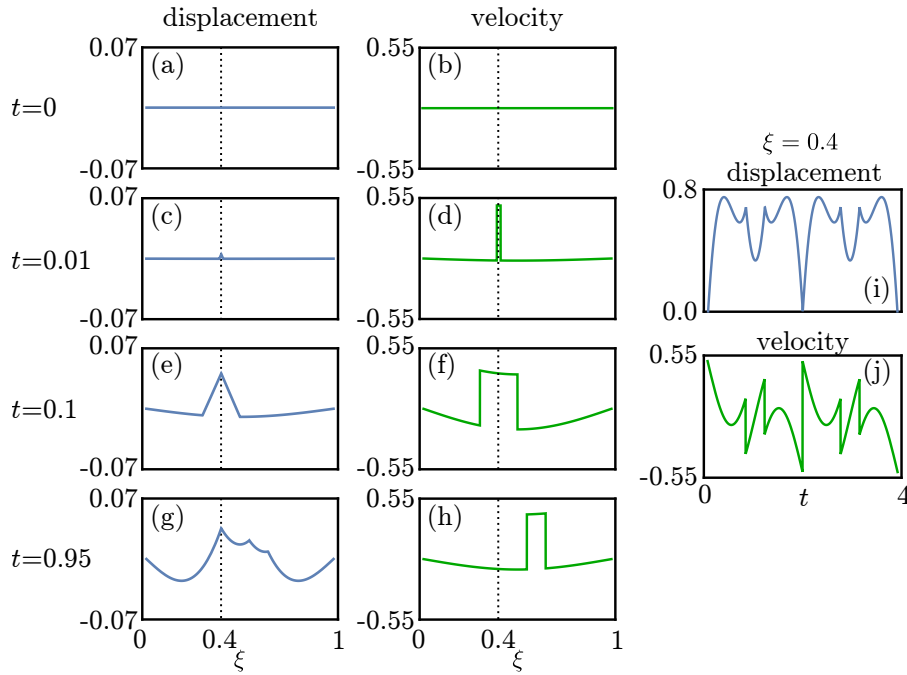 displacement velocity
0.07 (a) 0.55 (b)
t=0
-0.07 -0.55
0.07 (c) 0.55 (d)
t=0.01
-0.07 -0.55
0.07 (e) 0.55 (f)
t=0.1
-0.07 -0.55
0.07 (g) 0.55 (h)
t=0.95
-0.07 -0.55
0 0.4 1 0 0.4 1
ξ ξ
ξ = 0.4
displacement
0.8
(i)
0.0
velocity
0.55 (j)
-0.55
0 t 4